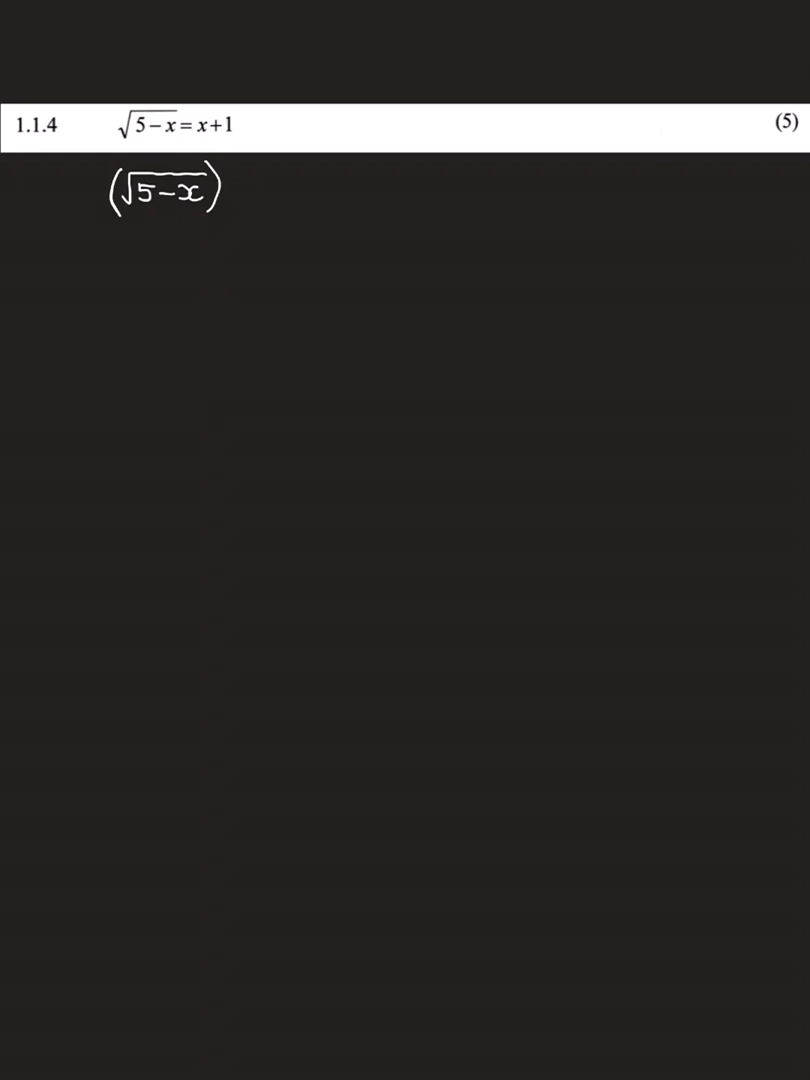 1.1.4 √5−x = x+1 (5)
(√5−x)